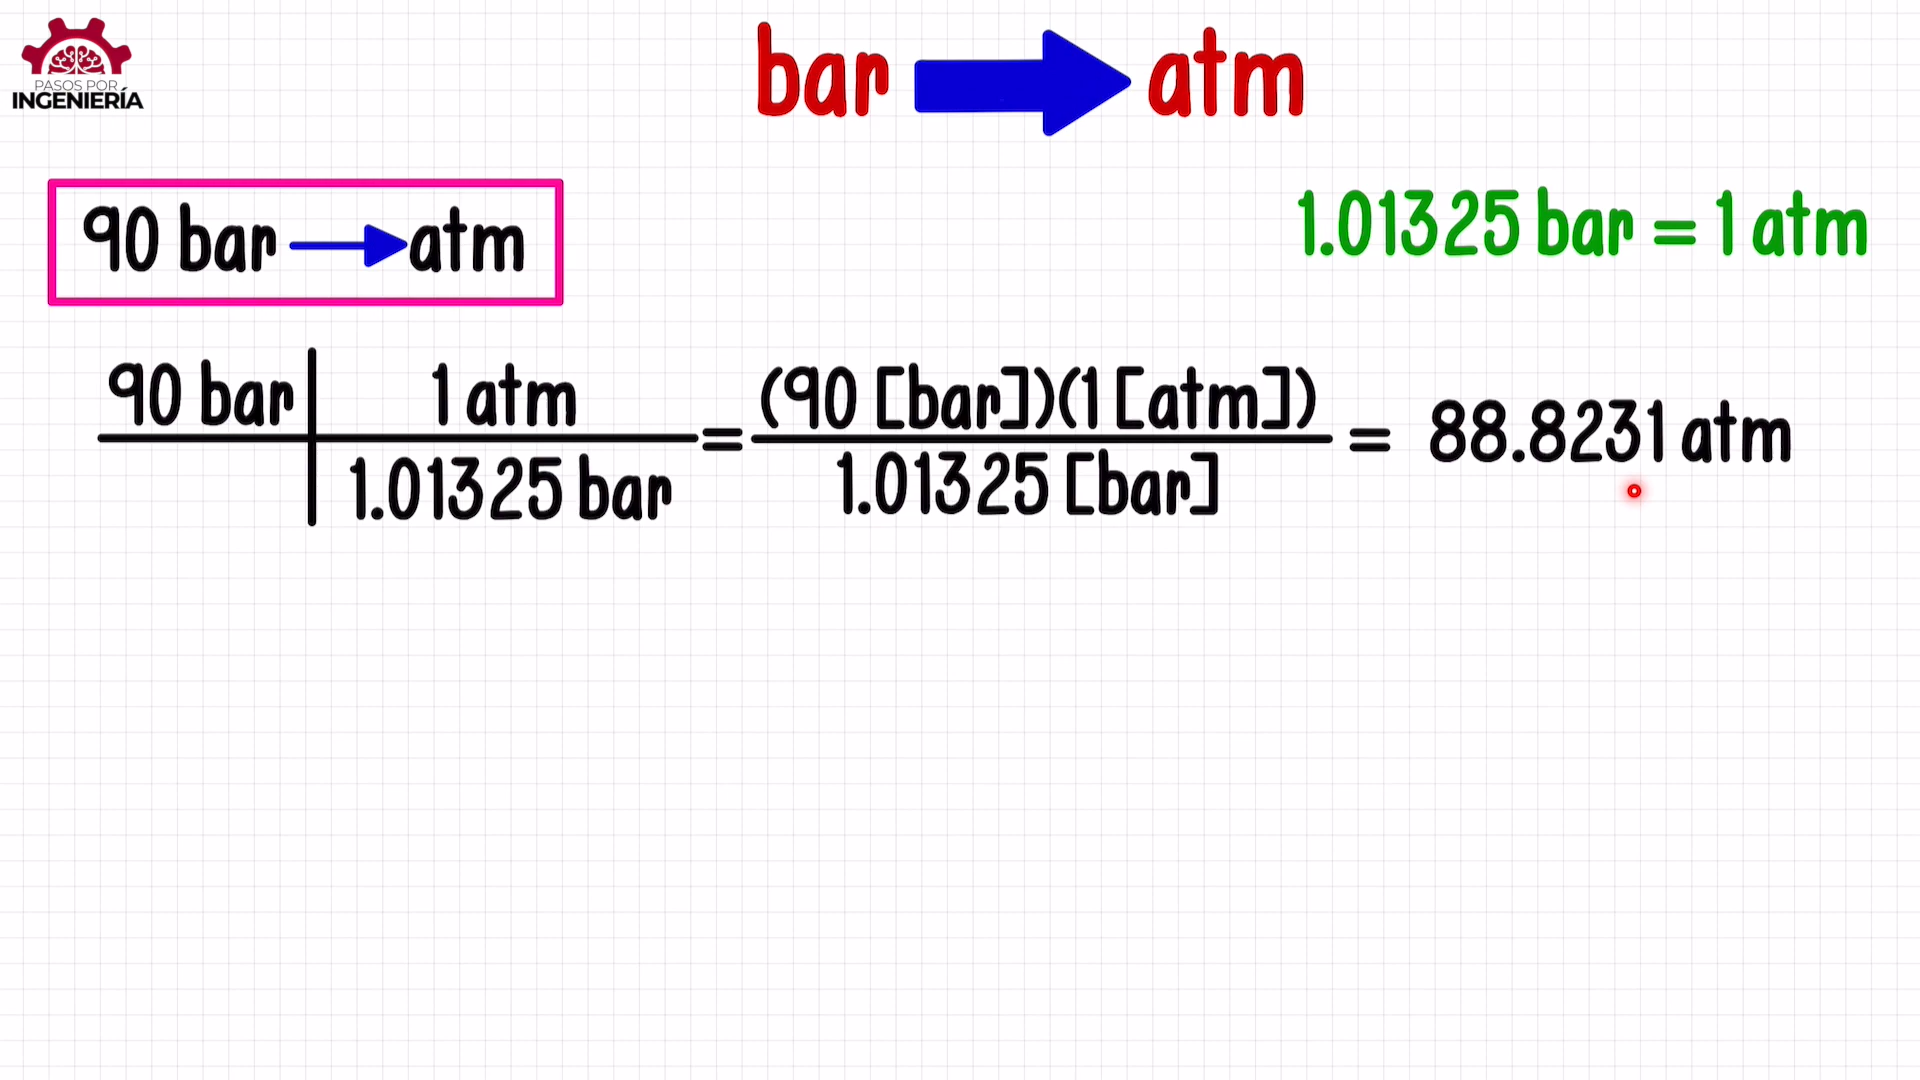 PASOS POR
INGENIERÍA
bar atm
90 bar atm
1.01325 bar = 1 atm
90 bar 1 atm (90 [bar])(1 [atm])
= = 88.8231 atm
1.01325 bar 1.01325 [bar]